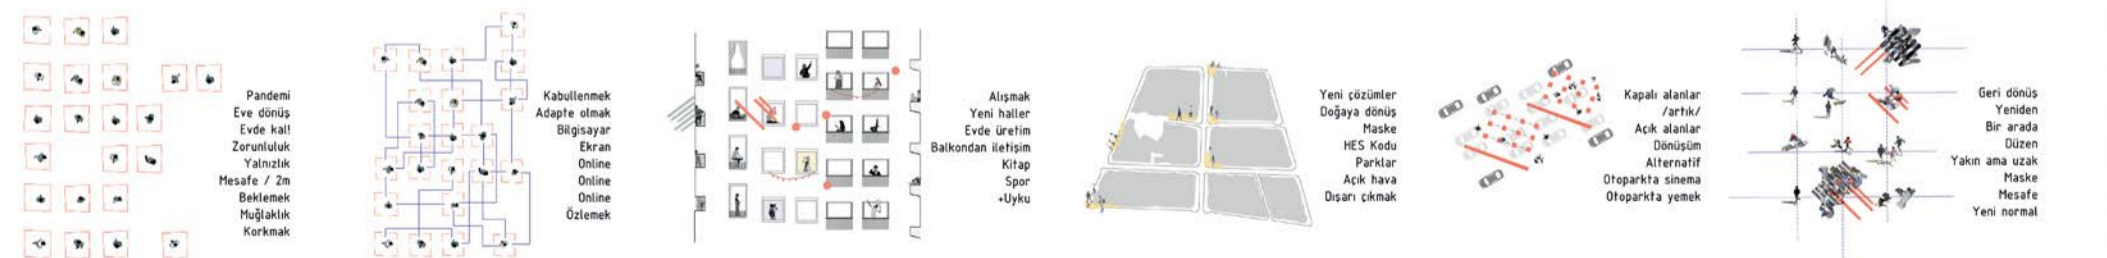 Pandemi
Eve dönüş
Evde kal!
Zorunluluk
Yalnızlık
Mesafe / 2m
Beklemek
Muğlaklık
Korkmak
Kabullenmek
Adapte olmak
Bilgisayar
Ekran
Online
Online
Online
Özlemek
Alışmak
Yeni haller
Evde üretim
Balkondan iletişim
Kitap
Spor
+Uyku
Yeni çözümler
Doğaya dönüş
Maske
HES Kodu
Parklar
Açık hava
Dışarı çıkmak
Kapalı alanlar
/artık/
Açık alanlar
Dönüşüm
Alternatif
Otoparkta sinema
Otoparkta yemek
Geri dönüş
Yeniden
Bir arada
Düzen
Yakın ama uzak
Maske
Mesafe
Yeni normal